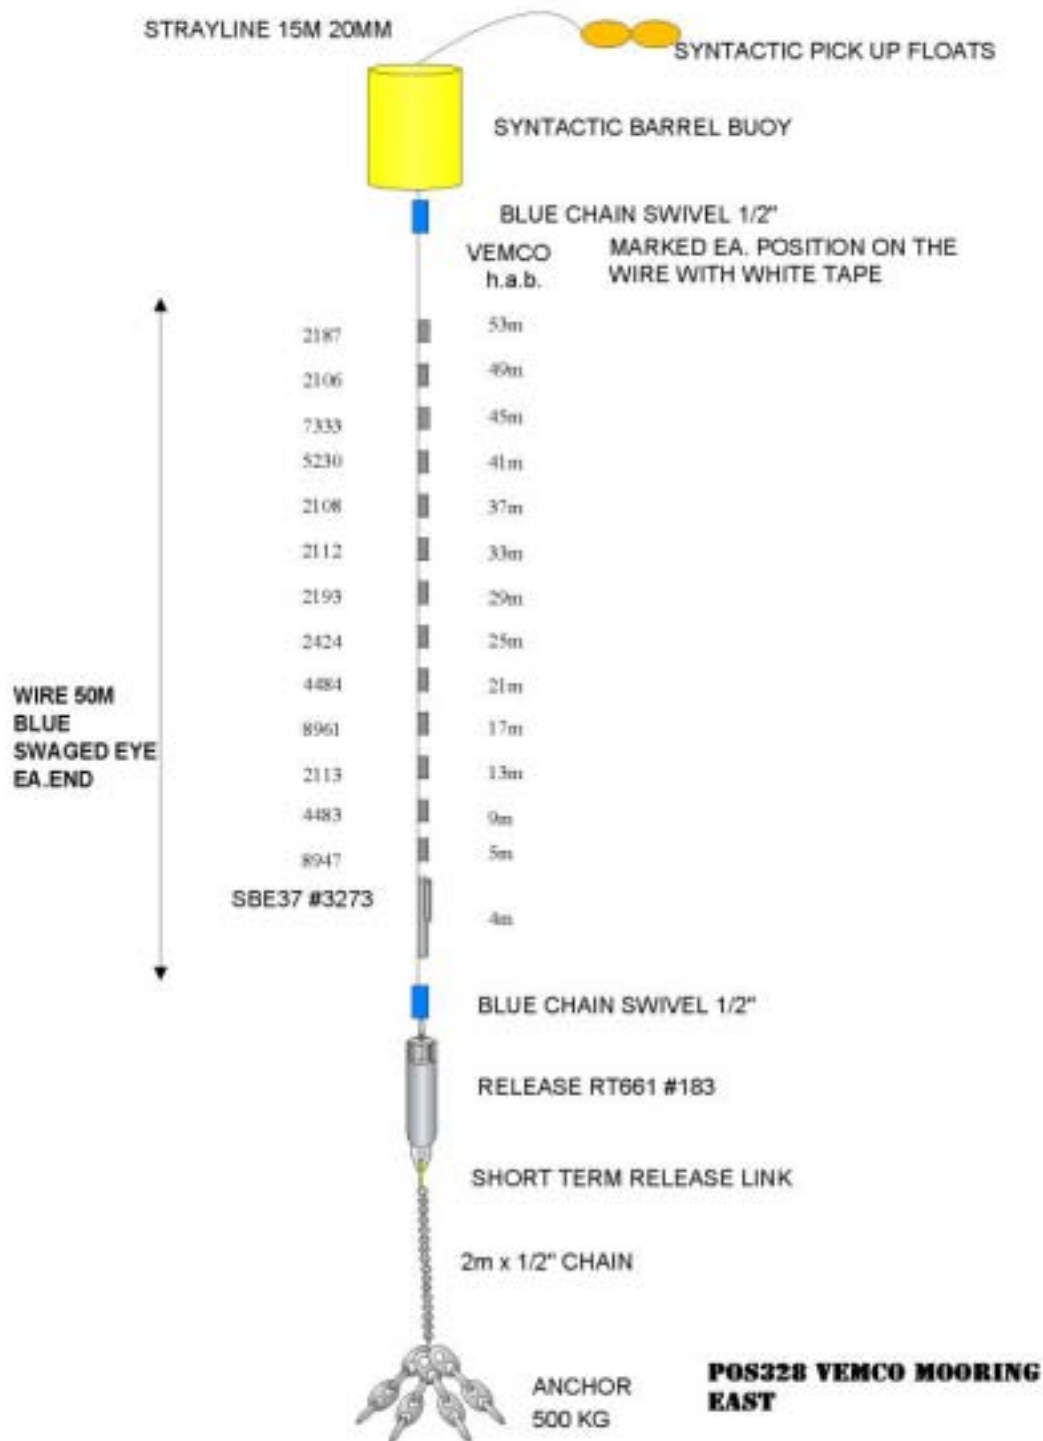 STRAYLINE 15M 20MM
SYNTACTIC PICK UP FLOATS
SYNTACTIC BARREL BUOY
BLUE CHAIN SWIVEL 1/2"
VEMCO
h.a.b.
MARKED EA. POSITION ON THE
WIRE WITH WHITE TAPE
2187 53m
2106 49m
7333 45m
5230 41m
2108 37m
2112 33m
2193 29m
2424 25m
4484 21m
8961 17m
2113 13m
4483 9m
8947 5m
SBE37 #3273 4m
WIRE 50M
BLUE
SWAGED EYE
EA.END
BLUE CHAIN SWIVEL 1/2"
RELEASE RT661 #183
SHORT TERM RELEASE LINK
2m x 1/2" CHAIN
ANCHOR
500 KG
POS328 VEMCO MOORING
EAST